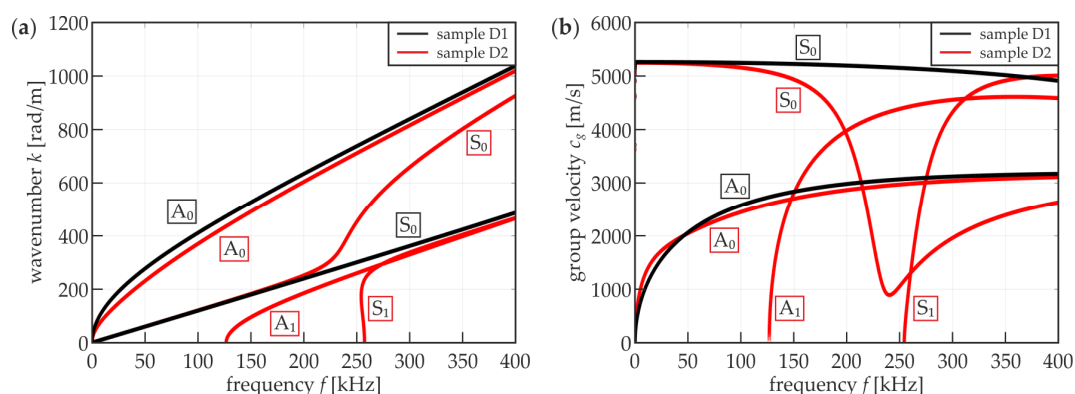 (a)
wavenumber k [rad/m]
1200
1000
800
600
400
200
0
sample D1
sample D2
A0
A0
S0
S0
A1
S1
0 50 100 150 200 250 300 350 400
frequency f [kHz]
(b)
group velocity cg [m/s]
6000
5000
4000
3000
2000
1000
0
S0
sample D1
sample D2
S0
A0
A0
A1
S1
0 50 100 150 200 250 300 350 400
frequency f [kHz]